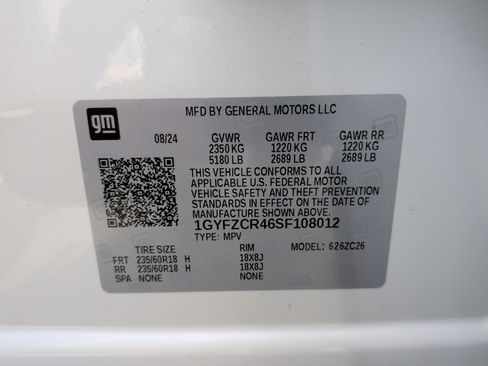 gm
MFD BY GENERAL MOTORS LLC
08/24 GVWR GAWR FRT GAWR RR
2350 KG 1220 KG 1220 KG
5180 LB 2689 LB 2689 LB
THIS VEHICLE CONFORMS TO ALL
APPLICABLE U.S. FEDERAL MOTOR
VEHICLE SAFETY AND THEFT PREVENTION
STANDARDS IN EFFECT ON THE DATE OF
MANUFACTURE SHOWN ABOVE.
1GYFZCR46SF108012
TYPE: MPV MODEL: 626ZC26
TIRE SIZE RIM
FRT 235/60R18 H 18X8J
RR 235/60R18 H 18X8J
SPA NONE NONE